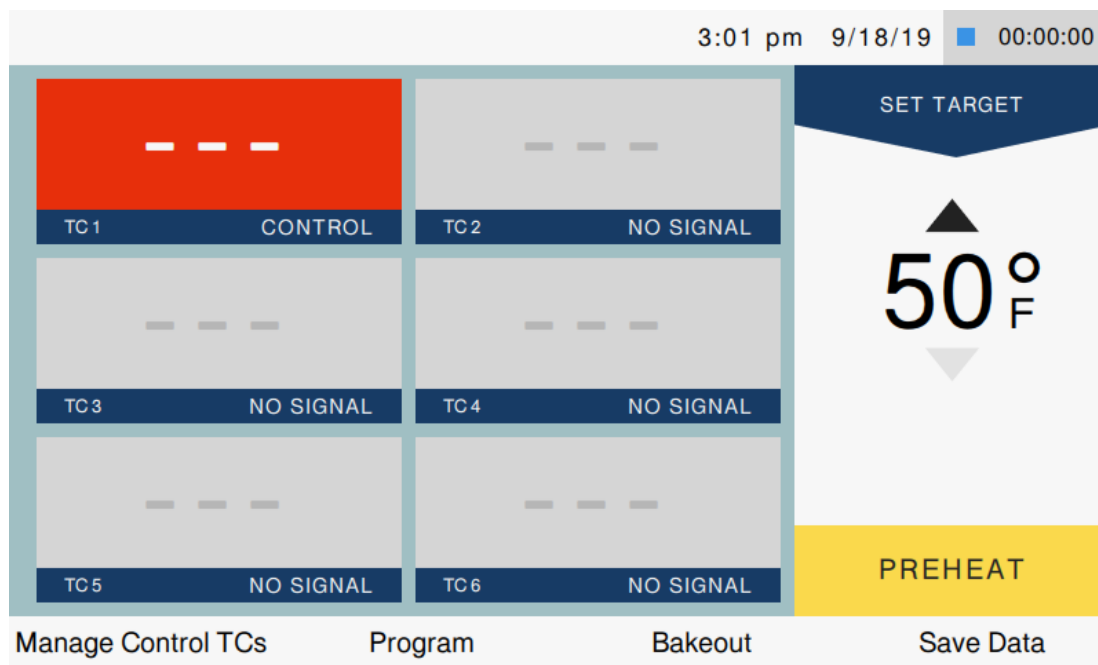 3:01 pm 9/18/19 00:00:00
SET TARGET
- - -
TC1 CONTROL
- - -
TC2 NO SIGNAL
- - -
TC3 NO SIGNAL
- - -
TC4 NO SIGNAL
- - -
TC5 NO SIGNAL
- - -
TC6 NO SIGNAL
50°F
PREHEAT
Manage Control TCs Program Bakeout Save Data